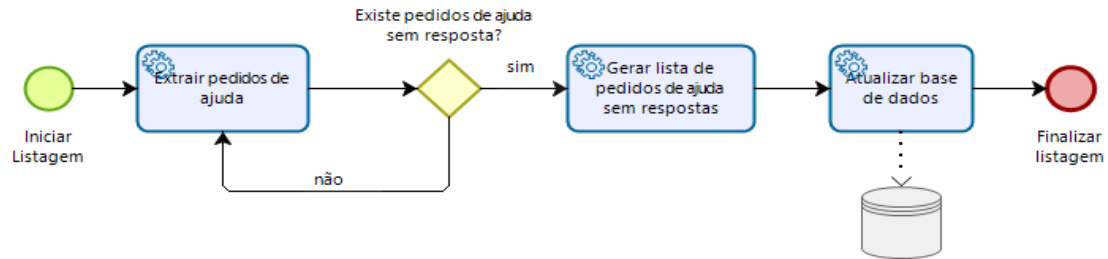 Existe pedidos de ajuda
sem resposta?
Iniciar
Listagem
Extrair pedidos de
ajuda
sim
não
Gerar lista de
pedidos de ajuda
sem respostas
Atualizar base
de dados
Finalizar
listagem